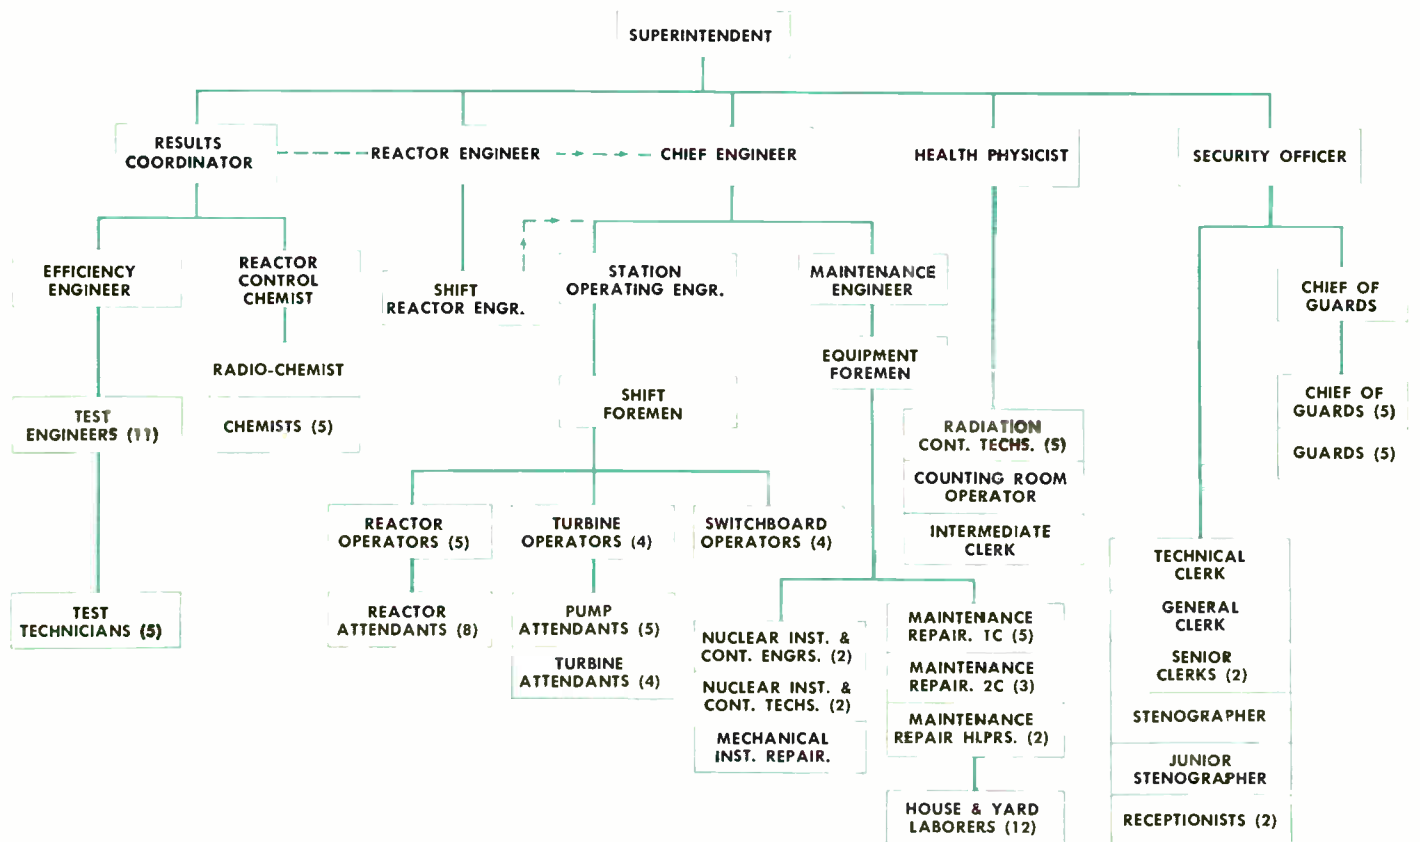 SUPERINTENDENT
RESULTS
COORDINATOR
REACTOR ENGINEER
CHIEF ENGINEER
HEALTH PHYSICIST
SECURITY OFFICER
EFFICIENCY
ENGINEER
REACTOR
CONTROL
CHEMIST
SHIFT
REACTOR ENGR.
STATION
OPERATING ENGR.
MAINTENANCE
ENGINEER
CHIEF OF
GUARDS
RADIO-CHEMIST
CHEMISTS (5)
EQUIPMENT
FOREMEN
SHIFT
FOREMEN
TEST
ENGINEERS (11)
RADIATION
CONT. TECHS. (5)
COUNTING ROOM
OPERATOR
INTERMEDIATE
CLERK
CHIEF OF
GUARDS (5)
GUARDS (5)
REACTOR
OPERATORS (5)
TURBINE
OPERATORS (4)
SWITCHBOARD
OPERATORS (4)
TEST
TECHNICIANS (5)
REACTOR
ATTENDANTS (8)
PUMP
ATTENDANTS (5)
TURBINE
ATTENDANTS (4)
NUCLEAR INST. &
CONT. ENGRS. (2)
NUCLEAR INST. &
CONT. TECHS. (2)
MECHANICAL
INST. REPAIR.
MAINTENANCE
REPAIR. 1C (5)
MAINTENANCE
REPAIR. 2C (3)
MAINTENANCE
REPAIR HLPRS. (2)
HOUSE & YARD
LABORERS (12)
TECHNICAL
CLERK
GENERAL
CLERK
SENIOR
CLERKS (2)
STENOGRAPHER
JUNIOR
STENOGRAPHER
RECEPTIONISTS (2)